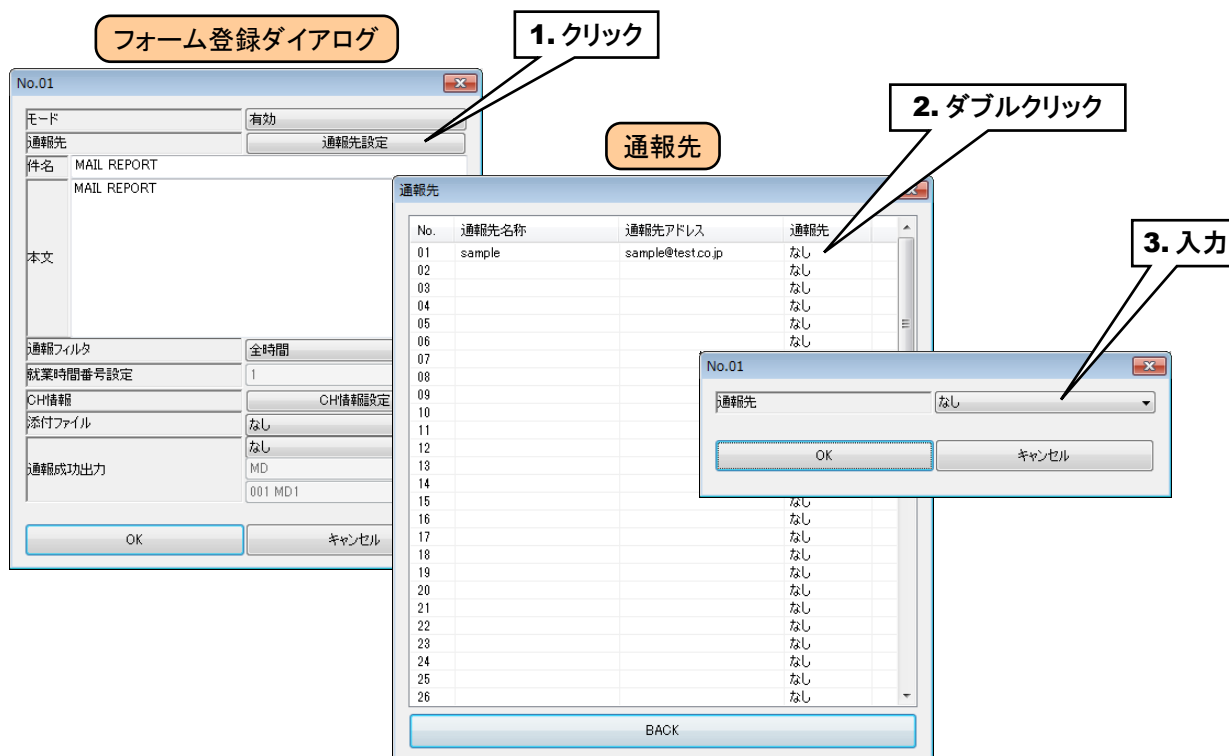 フォーム登録ダイアログ
1. クリック
No.01
モード 有効
通報先 通報先設定
件名 MAIL REPORT
本文 MAIL REPORT
通報フィルタ 全時間
就業時間番号設定 1
CH情報 CH情報設定
添付ファイル なし
通報成功出力 なし
MD
001 MD1
OK キャンセル
通報先
2. ダブルクリック
通報先
No. 通報先名称 通報先アドレス 通報先
01 sample sample@test.co.jp なし
02 なし
03 なし
04 なし
05 なし
06 なし
07
08
09
10
11
12
13
14
15 なし
16 なし
17 なし
18 なし
19 なし
20 なし
21 なし
22 なし
23 なし
24 なし
25 なし
26 なし
BACK
3. 入力
No.01
通報先 なし
OK キャンセル